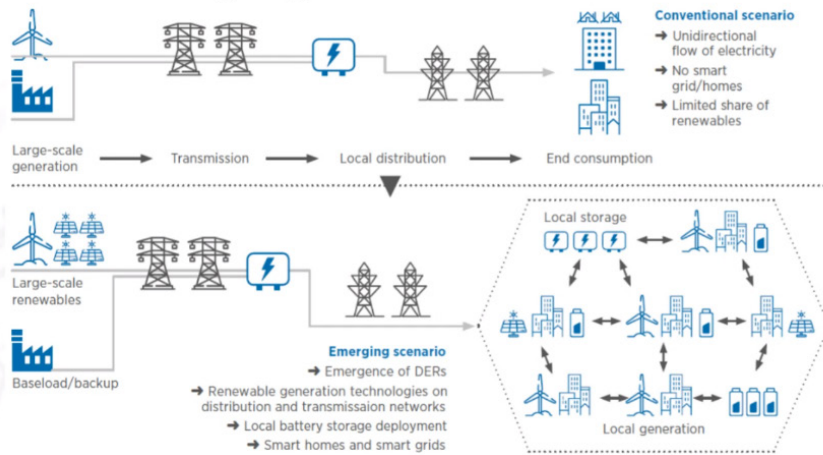 Conventional scenario
➔ Unidirectional
flow of electricity
➔ No smart
grid/homes
➔ Limited share of
renewables
Large-scale
generation
Transmission
Local distribution
End consumption
Local storage
Large-scale
renewables
Baseload/backup
Emerging scenario
➔ Emergence of DERs
➔ Renewable generation technologies on
distribution and transmissaion networks
➔ Local battery storage deployment
➔ Smart homes and smart grids
Local generation